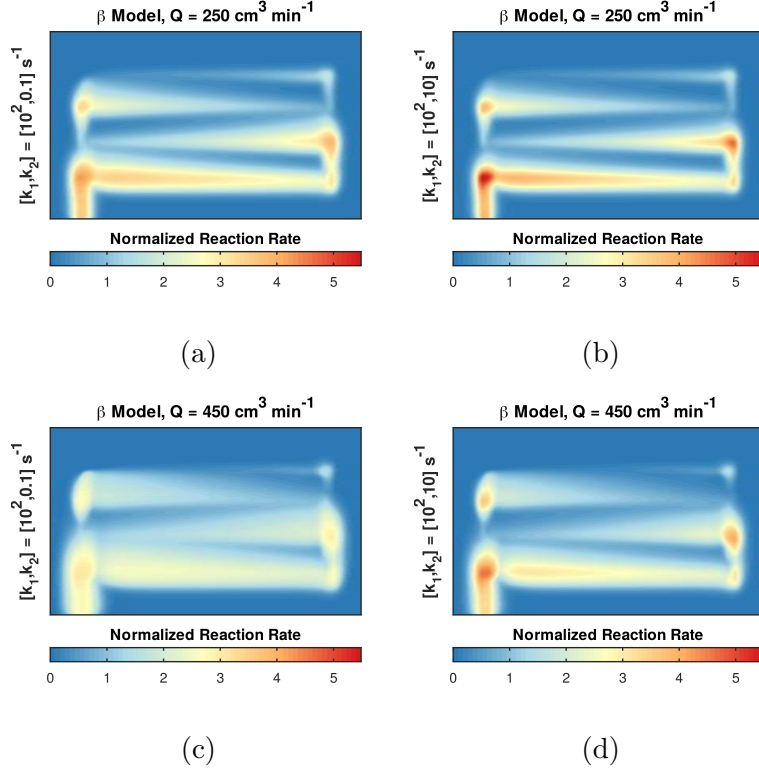 β Model, Q = 250 cm³ min⁻¹
[k₁,k₂] = [10²,0.1] s⁻¹
Normalized Reaction Rate
0 1 2 3 4 5
(a)
β Model, Q = 250 cm³ min⁻¹
[k₁,k₂] = [10²,10] s⁻¹
Normalized Reaction Rate
0 1 2 3 4 5
(b)
β Model, Q = 450 cm³ min⁻¹
[k₁,k₂] = [10²,0.1] s⁻¹
Normalized Reaction Rate
0 1 2 3 4 5
(c)
β Model, Q = 450 cm³ min⁻¹
[k₁,k₂] = [10²,10] s⁻¹
Normalized Reaction Rate
0 1 2 3 4 5
(d)